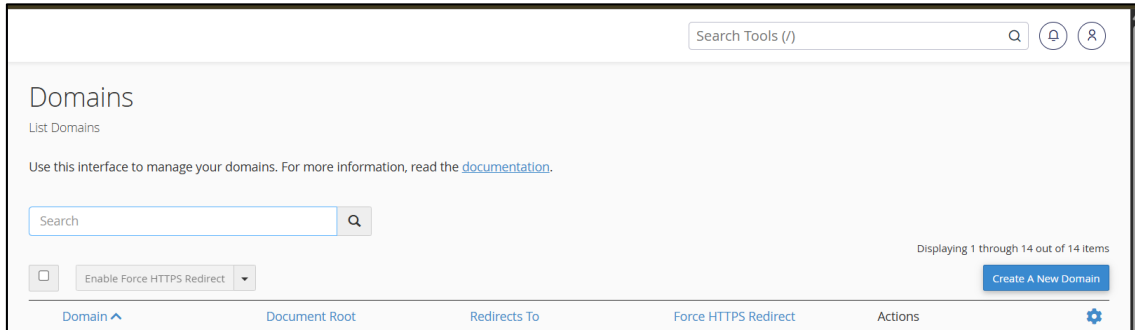 Search Tools (/)
Domains
List Domains
Use this interface to manage your domains. For more information, read the documentation.
Search
Displaying 1 through 14 out of 14 items
Enable Force HTTPS Redirect
Create A New Domain
Domain Document Root Redirects To Force HTTPS Redirect Actions